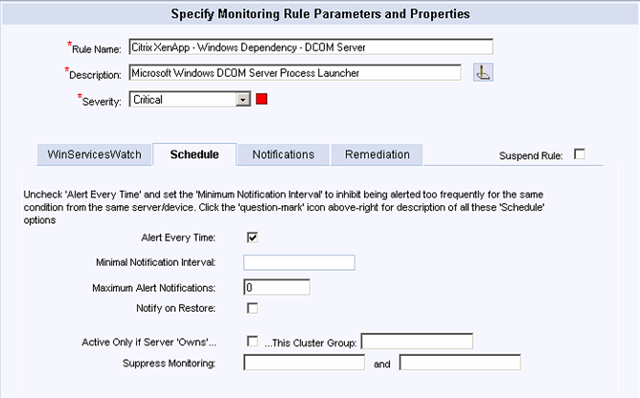 Specify Monitoring Rule Parameters and Properties
*Rule Name: Citrix XenApp - Windows Dependency - DCOM Server
*Description: Microsoft Windows DCOM Server Process Launcher
*Severity: Critical
WinServicesWatch Schedule Notifications Remediation Suspend Rule:
Uncheck 'Alert Every Time' and set the 'Minimum Notification Interval' to inhibit being alerted too frequently for the same
condition from the same server/device. Click the 'question-mark' icon above-right for description of all these 'Schedule'
options
Alert Every Time:
Minimal Notification Interval:
Maximum Alert Notifications: 0
Notify on Restore:
Active Only if Server 'Owns'... ...This Cluster Group:
Suppress Monitoring: and